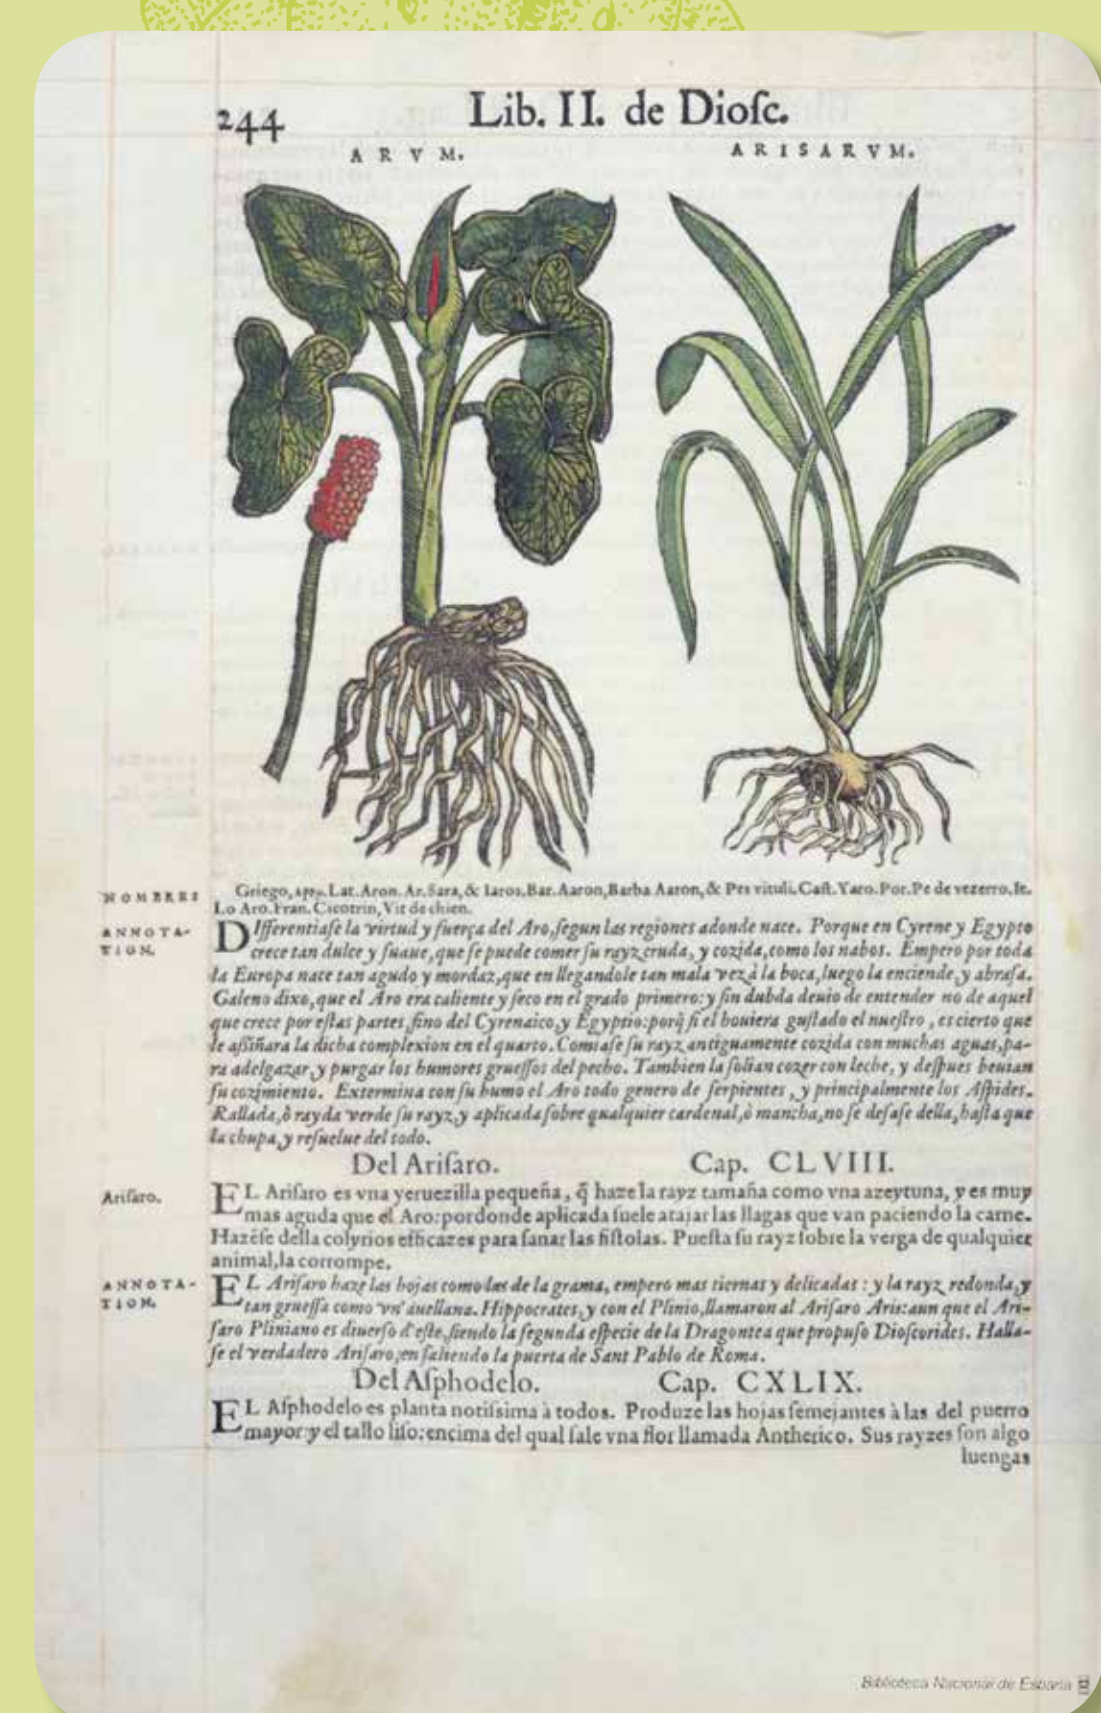 244
Lib. II. de Dioſc.
ARVM.
ARISARVM.
NOMBRES
Griego, Lat. Aron. Ar. Sara, & Iaros. Bar. Aaron, Barba Aaron, & Pes vituli. Caſt. Yaro. Por. Pe de vezerro. It.
Lo Aro. Fran. Cicotrin, Vit de chien.
ANNOTA-
TION.
DIfferentiaſe la virtud y fuerça del Aro, ſegun las regiones adonde nace. Porque en Cyrene y Egypto
crece tan dulce y ſuaue, que ſe puede comer ſu rayz cruda, y cozida, como los nabos. Empero por toda
la Europa nace tan agudo y mordaz, que en llegandole tan mala vez à la boca, luego la enciende, y abraſa.
Galeno dixo, que el Aro era caliente y ſeco en el grado primero: y ſin dubda deuio de entender no de aquel
que crece por eſtas partes, ſino del Cyrenaico, y Egyptio: porq̃ ſi el houiera guſtado el nueſtro, es cierto que
le aßiñara la dicha complexion en el quarto. Comiaſe ſu rayz antiguamente cozida con muchas aguas, pa-
ra adelgazar, y purgar los humores grueſſos del pecho. Tambien la ſolian cozer con leche, y deſpues beuian
ſu cozimiento. Extermina con ſu humo el Aro todo genero de ſerpientes, y principalmente los Aſpides.
Rallada, ò rayda verde ſu rayz, y aplicada ſobre qualquier cardenal, ò mancha, no ſe deſaſe della, haſta que
la chupa, y reſuelue del todo.
Del Ariſaro. Cap. CLVIII.
Ariſaro.
EL Ariſaro es vna yeruezilla pequeña, q̃ haze la rayz tamaña como vna azeytuna, y es muy
mas aguda que el Aro: pordonde aplicada ſuele atajar las llagas que van paciendo la carne.
Hazẽſe della colyrios efficazes para ſanar las fiſtolas. Pueſta ſu rayz ſobre la verga de qualquier
animal, la corrompe.
ANNOTA-
TION.
EL Ariſaro haze las hojas como las de la grama, empero mas tiernas y delicadas: y la rayz redonda, y
tan grueſſa como vn' auellana. Hippocrates, y con el Plinio, llamaron al Ariſaro Aris: aun que el Ari-
ſaro Pliniano es diuerſo d'eſte, ſiendo la ſegunda eſpecie de la Dragontea que propuſo Dioſcorides. Halla-
ſe el verdadero Ariſaro, en ſaliendo la puerta de Sant Pablo de Roma.
Del Aſphodelo. Cap. CXLIX.
EL Aſphodelo es planta notiſsima à todos. Produze las hojas ſemejantes à las del puerro
mayor: y el tallo liſo: encima del qual ſale vna flor llamada Antherico. Sus rayzes ſon algo
luengas
Biblioteca Nacional de España